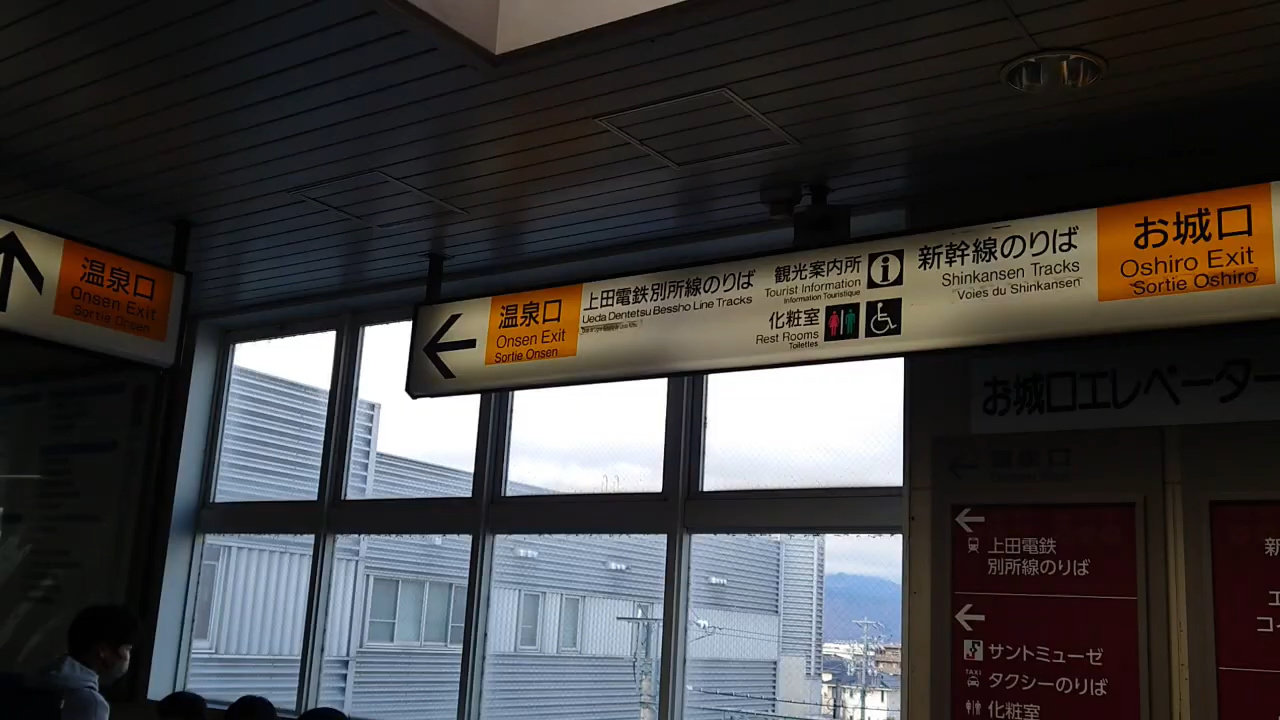 温泉口
Onsen Exit
Sortie Onsen
温泉口
Onsen Exit
Sortie Onsen
上田電鉄別所線のりば
Ueda Dentetsu Bessho Line Tracks
観光案内所
Tourist Information
Information Touristique
化粧室
Rest Rooms
Toilettes
新幹線のりば
Shinkansen Tracks
Voies du Shinkansen
お城口
Oshiro Exit
Sortie Oshiro
お城口エレベーター
上田電鉄
別所線のりば
サントミューゼ
TAXI
タクシーのりば
化粧室
新
エ
コー